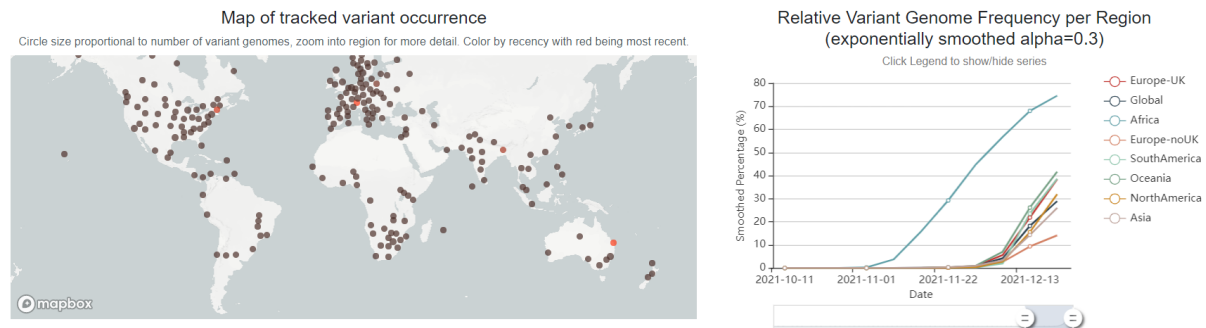 Map of tracked variant occurrence
Circle size proportional to number of variant genomes, zoom into region for more detail. Color by recency with red being most recent.
mapbox
Relative Variant Genome Frequency per Region
(exponentially smoothed alpha=0.3)
Click Legend to show/hide series
Smoothed Percentage (%)
80
70
60
50
40
30
20
10
0
2021-10-11
2021-11-01
2021-11-22
2021-12-13
Date
Europe-UK
Global
Africa
Europe-noUK
SouthAmerica
Oceania
NorthAmerica
Asia